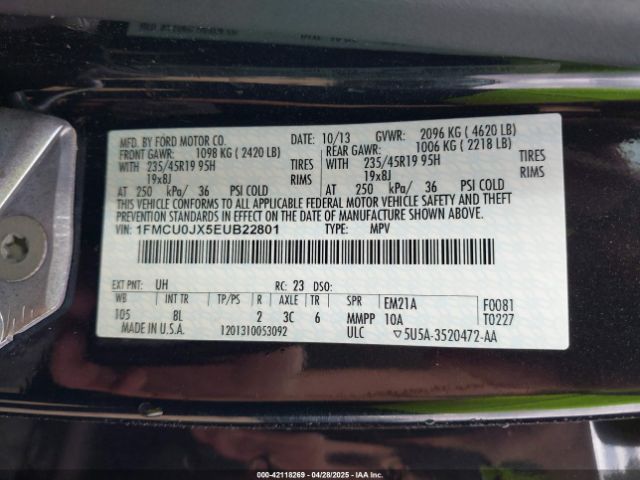 MFD. BY FORD MOTOR CO. DATE: 10/13 GVWR: 2096 KG ( 4620 LB)
FRONT GAWR: 1098 KG ( 2420 LB) REAR GAWR: 1006 KG ( 2218 LB)
WITH 235/45R19 95H TIRES WITH 235/45R19 95H TIRES
19x8J RIMS 19x8J RIMS
AT 250 kPa/ 36 PSI COLD AT 250 kPa/ 36 PSI COLD
THIS VEHICLE CONFORMS TO ALL APPLICABLE FEDERAL MOTOR VEHICLE SAFETY AND BUMPER
STANDARDS IN EFFECT ON THE DATE OF MANUFACTURE SHOWN ABOVE.
VIN: 1FMCU0JX5EUB22801 TYPE: MPV
EXT PNT: UH RC: 23 DSO:
WB INT TR TP/PS R AXLE TR SPR EM21A F0081
105 8L 2 3C 6 MMPP 10A T0227
MADE IN U.S.A. 1201310053092 ULC 5U5A-3520472-AA
000-42118269 - 04/28/2025 - IAA Inc.